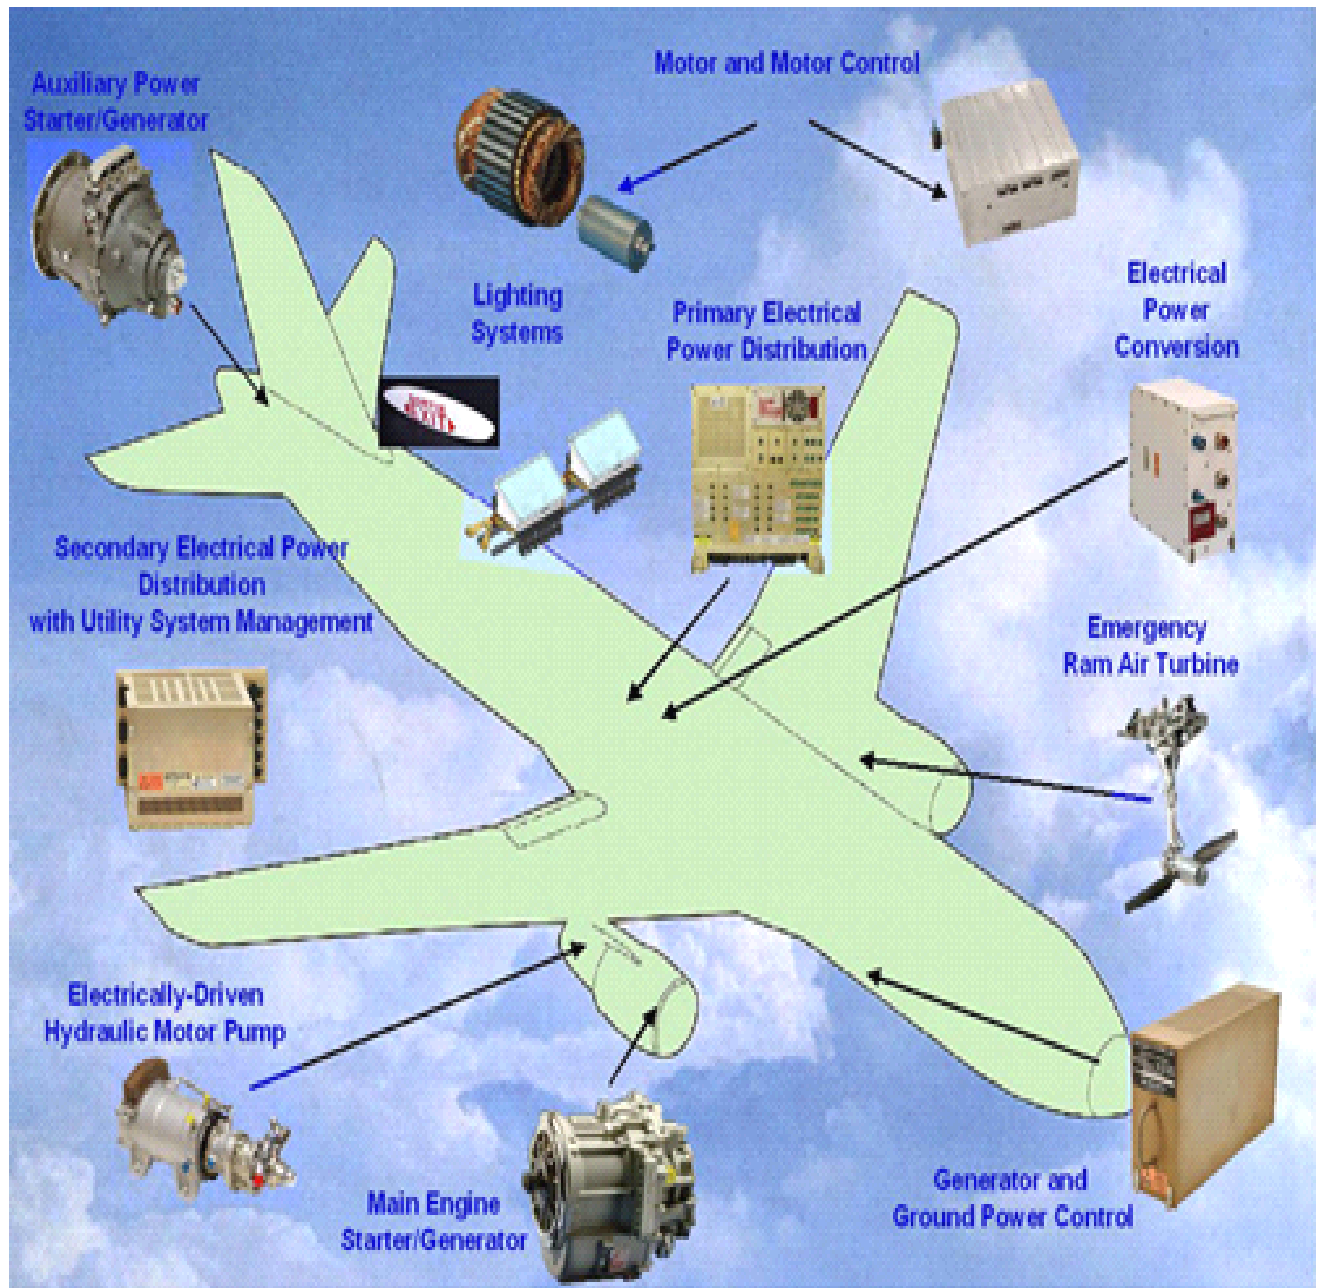 Motor and Motor Control
Auxiliary Power
Starter/Generator
Lighting
Systems
Primary Electrical
Power Distribution
Electrical
Power
Conversion
EXIT
Secondary Electrical Power
Distribution
with Utility System Management
Emergency
Ram Air Turbine
Electrically-Driven
Hydraulic Motor Pump
Main Engine
Starter/Generator
Generator and
Ground Power Control